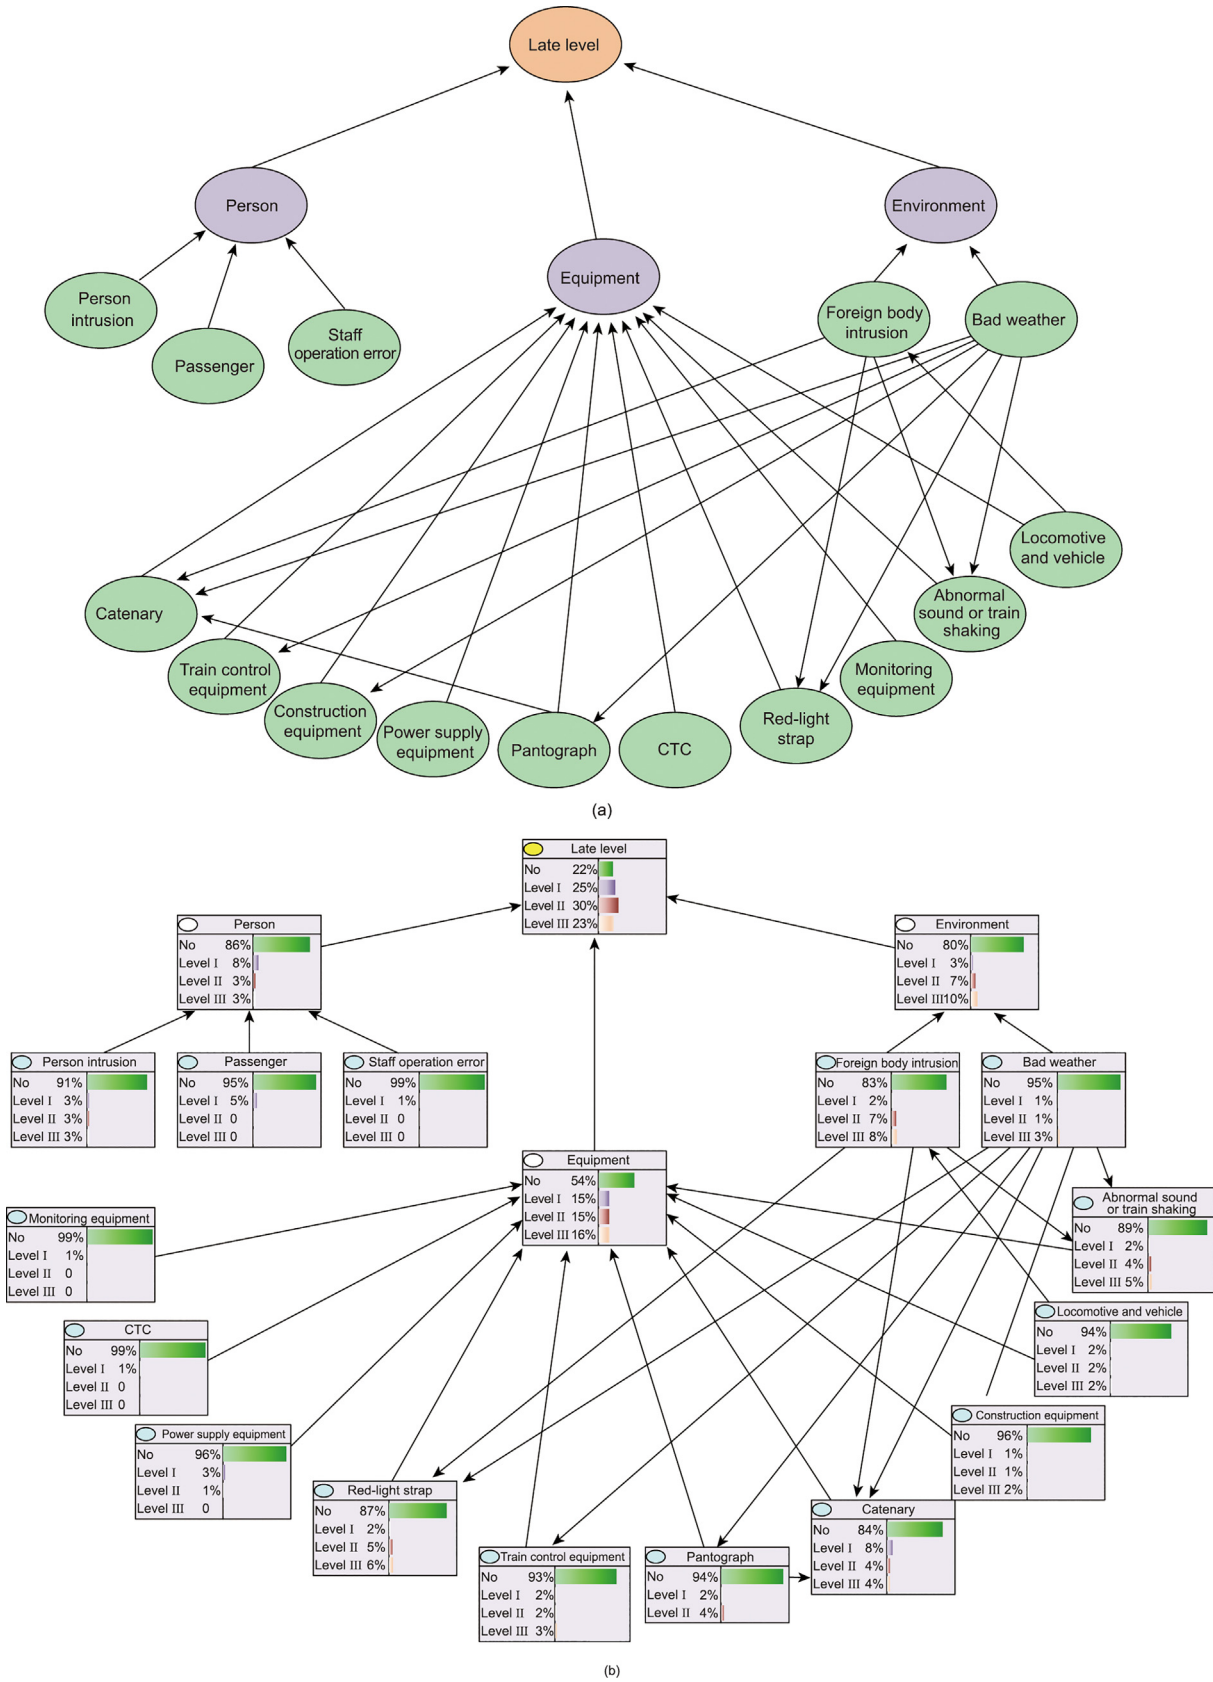 Late level
Person
Environment
Equipment
Person
intrusion
Passenger
Staff
operation error
Foreign body
intrusion
Bad weather
Locomotive
and vehicle
Catenary
Abnormal
sound or train
shaking
Train control
equipment
Monitoring
equipment
Construction
equipment
Power supply
equipment
Pantograph
CTC
Red-light
strap
(a)
Late level
No 22%
Level I 25%
Level II 30%
Level III 23%
Person
No 86%
Level I 8%
Level II 3%
Level III 3%
Environment
No 80%
Level I 3%
Level II 7%
Level III10%
Person intrusion
No 91%
Level I 3%
Level II 3%
Level III 3%
Passenger
No 95%
Level I 5%
Level II 0
Level III 0
Staff operation error
No 99%
Level I 1%
Level II 0
Level III 0
Foreign body intrusion
No 83%
Level I 2%
Level II 7%
Level III 8%
Bad weather
No 95%
Level I 1%
Level II 1%
Level III 3%
Equipment
No 54%
Level I 15%
Level II 15%
Level III 16%
Abnormal sound
or train shaking
No 89%
Level I 2%
Level II 4%
Level III 5%
Monitoring equipment
No 99%
Level I 1%
Level II 0
Level III 0
Locomotive and vehicle
No 94%
Level I 2%
Level II 2%
Level III 2%
CTC
No 99%
Level I 1%
Level II 0
Level III 0
Construction equipment
No 96%
Level I 1%
Level II 1%
Level III 2%
Power supply equipment
No 96%
Level I 3%
Level II 1%
Level III 0
Red-light strap
No 87%
Level I 2%
Level II 5%
Level III 6%
Catenary
No 84%
Level I 8%
Level II 4%
Level III 4%
Train control equipment
No 93%
Level I 2%
Level II 2%
Level III 3%
Pantograph
No 94%
Level I 2%
Level II 4%
(b)